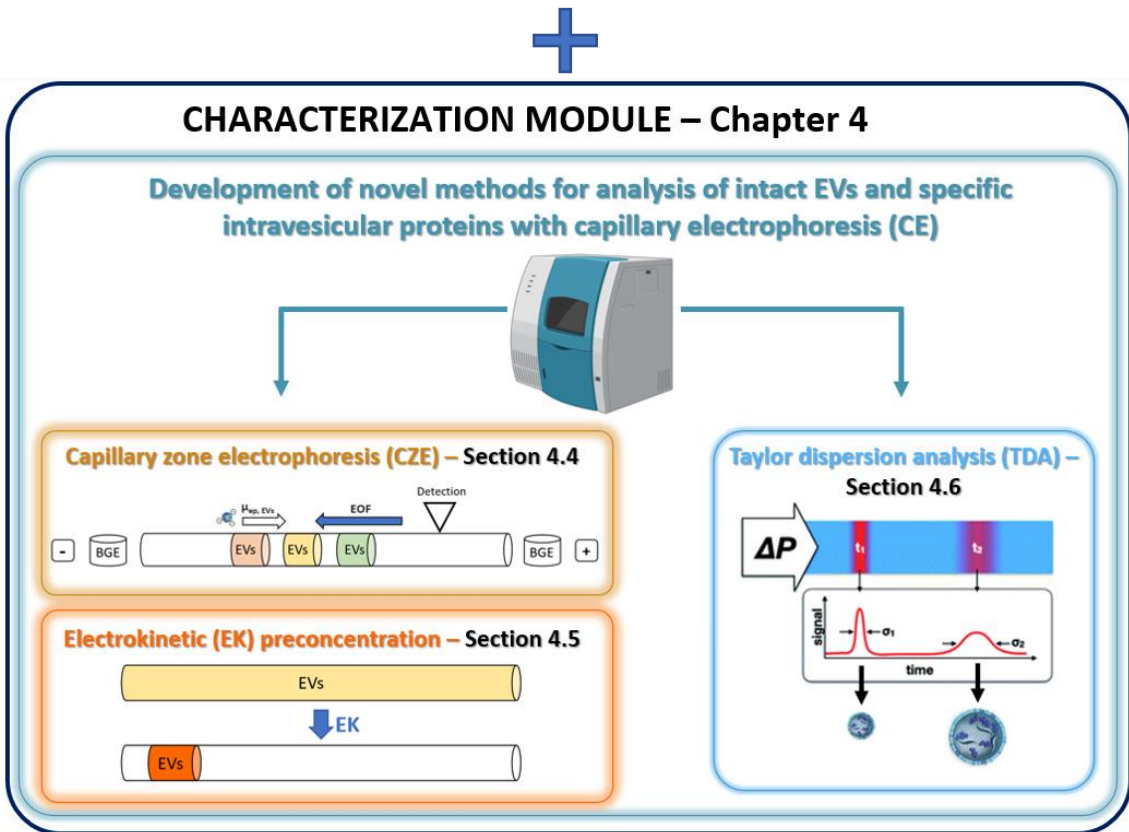 CHARACTERIZATION MODULE – Chapter 4
Development of novel methods for analysis of intact EVs and specific
intravesicular proteins with capillary electrophoresis (CE)
Capillary zone electrophoresis (CZE) – Section 4.4
Detection
μep, EVs
EOF
- BGE EVs EVs EVs BGE +
Electrokinetic (EK) preconcentration – Section 4.5
EVs
EK
EVs
Taylor dispersion analysis (TDA) –
Section 4.6
ΔP t₁ t₂
signal
σ₁ σ₂
time